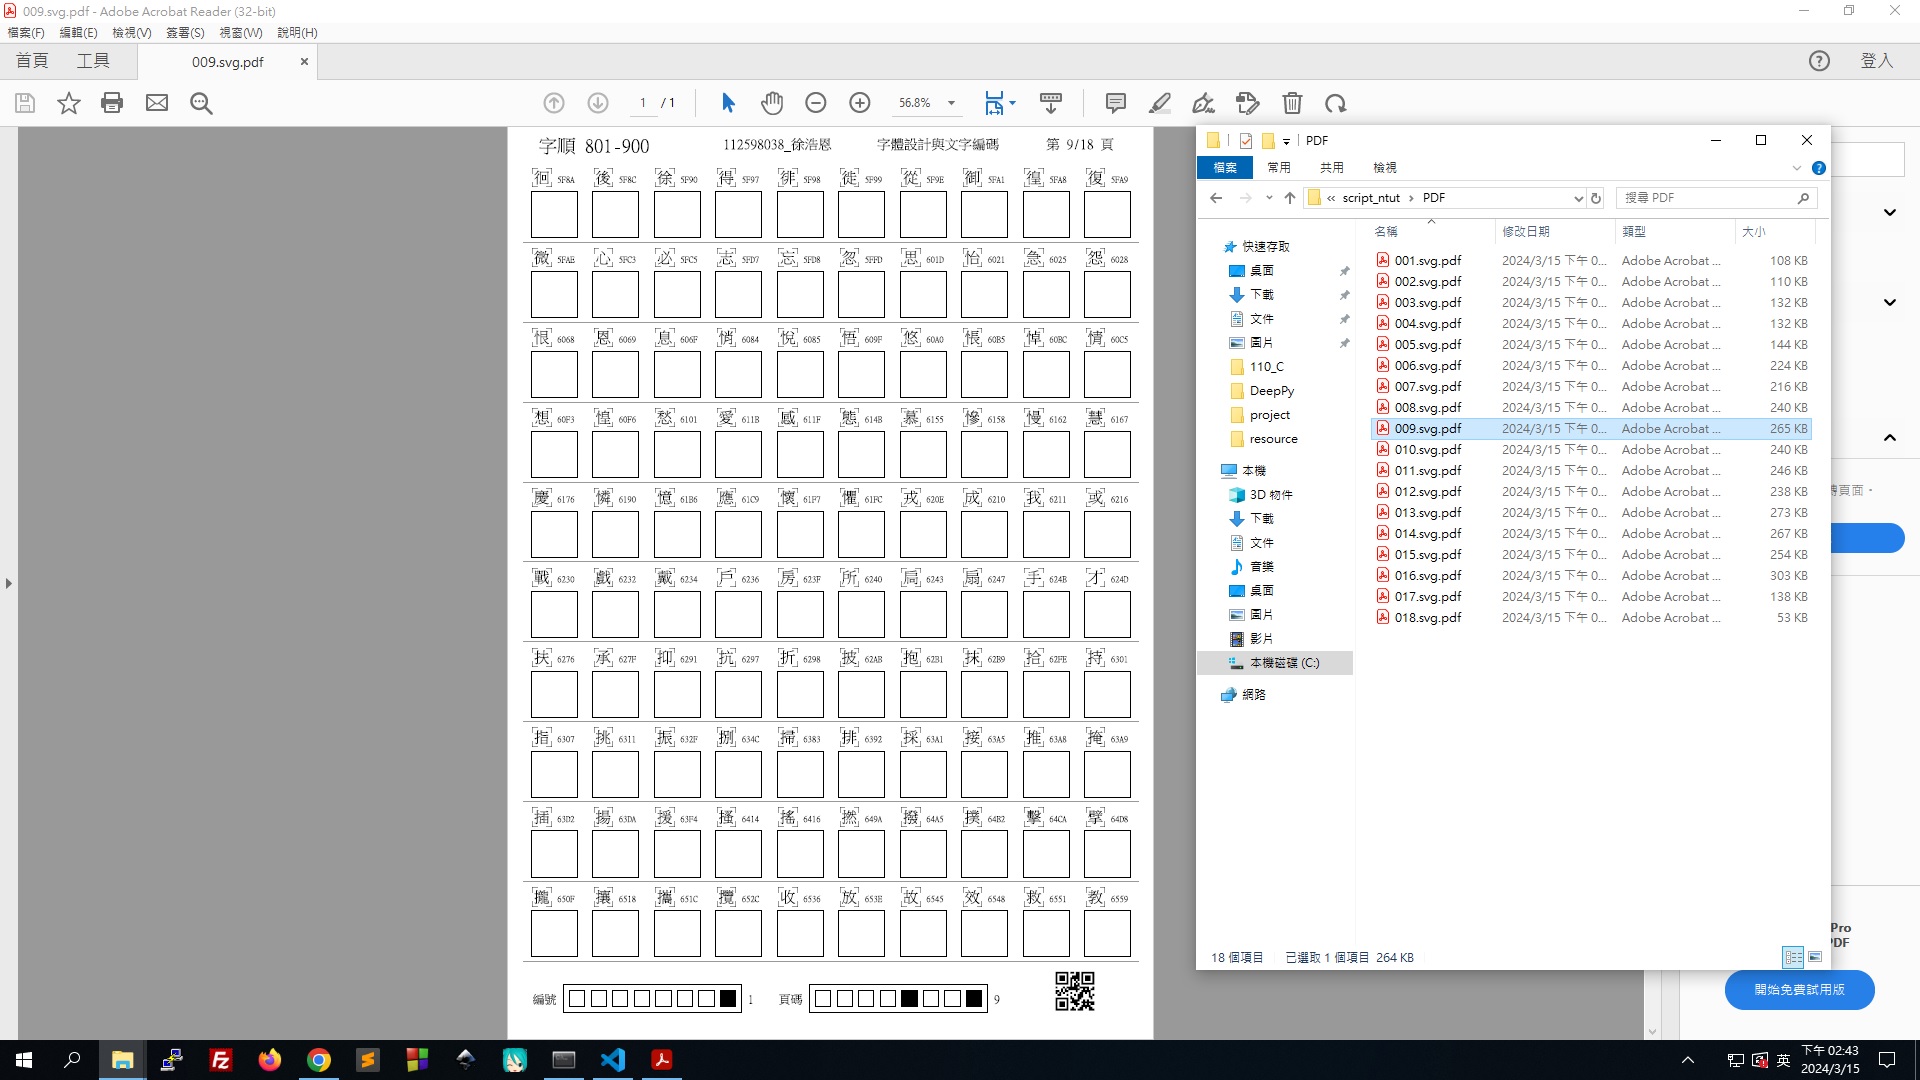 009.svg.pdf - Adobe Acrobat Reader (32-bit)
檔案(F) 編輯(E) 檢視(V) 簽署(S) 視窗(W) 說明(H)
首頁 工具 009.svg.pdf × 登入
1 / 1 56.8%
字順 801-900 112598038_徐浩恩 字體設計與文字編碼 第 9/18 頁
徊 5F8A 後 5F8C 徐 5F90 得 5F97 徘 5F98 徙 5F99 從 5F9E 御 5FA1 徨 5FA8 復 5FA9
微 5FAE 心 5FC3 必 5FC5 志 5FD7 忘 5FD8 忽 5FFD 思 601D 怡 6021 急 6025 怨 6028
恨 6068 恩 6069 息 606F 悄 6084 悅 6085 悟 609F 悠 60A0 悵 60B5 悼 60BC 情 60C5
想 60F3 惶 60F6 愁 6101 愛 611B 感 611F 態 614B 慕 6155 慘 6158 慢 6162 慧 6167
慶 6176 憐 6190 憶 61B6 應 61C9 懷 61F7 懼 61FC 戎 620E 成 6210 我 6211 或 6216
戰 6230 戲 6232 戴 6234 戶 6236 房 623F 所 6240 扃 6243 扇 6247 手 624B 才 624D
扶 6276 承 627F 抑 6291 抗 6297 折 6298 披 62AB 抱 62B1 抹 62B9 拾 62FE 持 6301
指 6307 挑 6311 振 632F 捌 634C 掃 6383 排 6392 採 63A1 接 63A5 推 63A8 掩 63A9
插 63D2 揚 63DA 援 63F4 搔 6414 搖 6416 撚 649A 撥 64A5 撲 64B2 擊 64CA 擘 64D8
攏 650F 攘 6518 攜 651C 攬 652C 收 6536 放 653E 故 6545 效 6548 救 6551 教 6559
編號 1 頁碼 9
PDF
檔案 常用 共用 檢視
« script_ntut › PDF 搜尋 PDF
名稱 修改日期 類型 大小
快速存取
桌面
下載
文件
圖片
110_C
DeepPy
project
resource
本機
3D 物件
下載
文件
音樂
桌面
圖片
影片
本機磁碟 (C:)
網路
001.svg.pdf 2024/3/15 下午 0... Adobe Acrobat ... 108 KB
002.svg.pdf 2024/3/15 下午 0... Adobe Acrobat ... 110 KB
003.svg.pdf 2024/3/15 下午 0... Adobe Acrobat ... 132 KB
004.svg.pdf 2024/3/15 下午 0... Adobe Acrobat ... 132 KB
005.svg.pdf 2024/3/15 下午 0... Adobe Acrobat ... 144 KB
006.svg.pdf 2024/3/15 下午 0... Adobe Acrobat ... 224 KB
007.svg.pdf 2024/3/15 下午 0... Adobe Acrobat ... 216 KB
008.svg.pdf 2024/3/15 下午 0... Adobe Acrobat ... 240 KB
009.svg.pdf 2024/3/15 下午 0... Adobe Acrobat ... 265 KB
010.svg.pdf 2024/3/15 下午 0... Adobe Acrobat ... 240 KB
011.svg.pdf 2024/3/15 下午 0... Adobe Acrobat ... 246 KB
012.svg.pdf 2024/3/15 下午 0... Adobe Acrobat ... 238 KB
013.svg.pdf 2024/3/15 下午 0... Adobe Acrobat ... 273 KB
014.svg.pdf 2024/3/15 下午 0... Adobe Acrobat ... 267 KB
015.svg.pdf 2024/3/15 下午 0... Adobe Acrobat ... 254 KB
016.svg.pdf 2024/3/15 下午 0... Adobe Acrobat ... 303 KB
017.svg.pdf 2024/3/15 下午 0... Adobe Acrobat ... 138 KB
018.svg.pdf 2024/3/15 下午 0... Adobe Acrobat ... 53 KB
18 個項目 已選取 1 個項目 264 KB
頁面
Pro
開始免費試用版
英
下午 02:43
2024/3/15